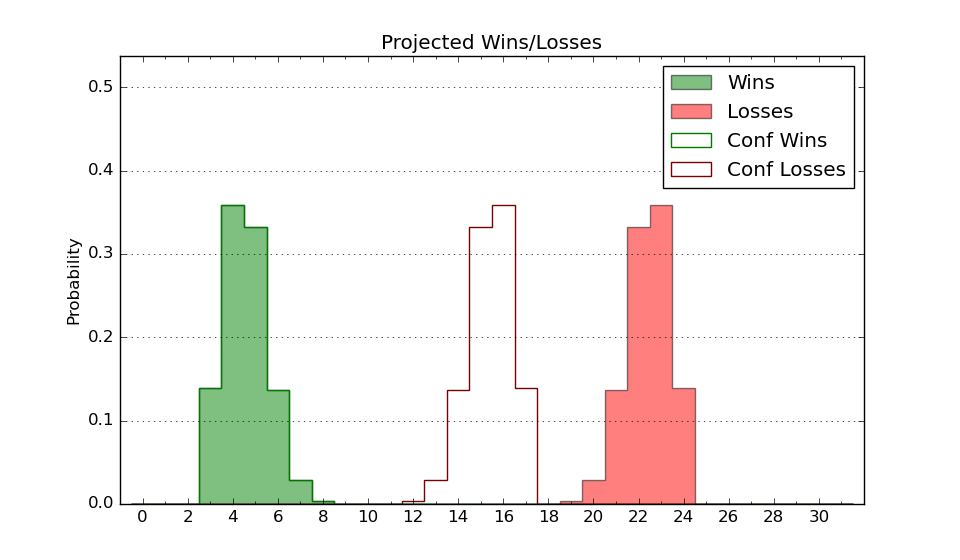 Projected Wins/Losses
Wins
Losses
Conf Wins
Conf Losses
Probability
0.5
0.4
0.3
0.2
0.1
0.0
0 2 4 6 8 10 12 14 16 18 20 22 24 26 28 30